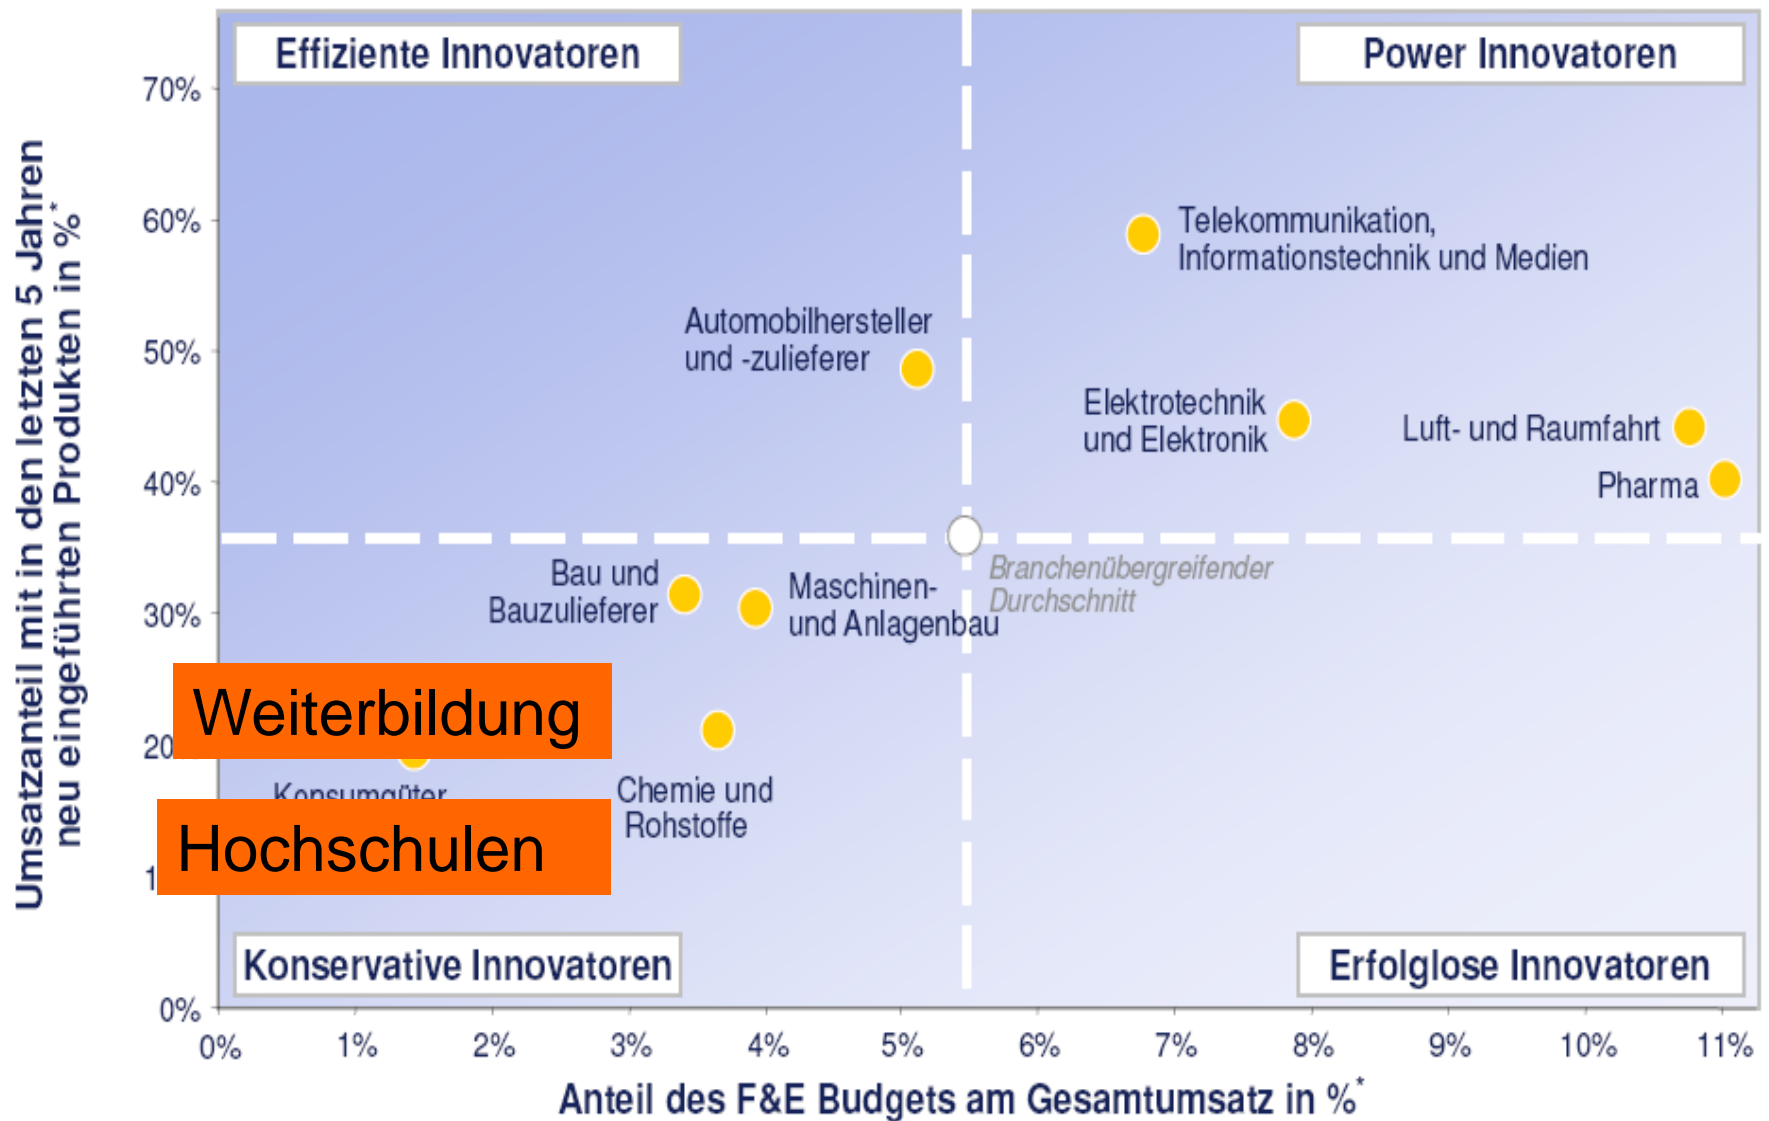 Effiziente Innovatoren
Power Innovatoren
Umsatzanteil mit in den letzten 5 Jahren
neu eingeführten Produkten in %*
70%
60%
50%
40%
30%
20
1
0%
Telekommunikation,
Informationstechnik und Medien
Automobilhersteller
und -zulieferer
Elektrotechnik
und Elektronik
Luft- und Raumfahrt
Pharma
Branchenübergreifender
Durchschnitt
Bau und
Bauzulieferer
Maschinen-
und Anlagenbau
Weiterbildung
Konsumgüter
Chemie und
Rohstoffe
Hochschulen
Konservative Innovatoren
Erfolglose Innovatoren
0% 1% 2% 3% 4% 5% 6% 7% 8% 9% 10% 11%
Anteil des F&E Budgets am Gesamtumsatz in %*